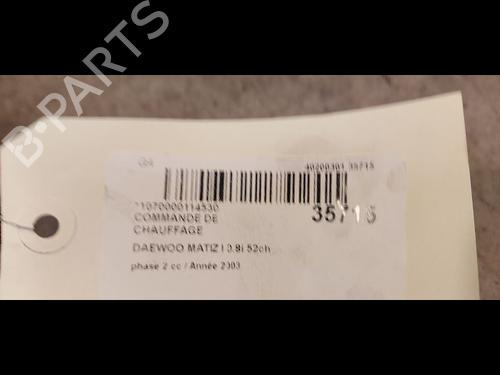 B-PARTS
40200301 35715
*1070000114530
35715
COMMANDE DE
CHAUFFAGE
DAEWOO MATIZ I 0.8i 52ch
phase 2 cc / Année 2003